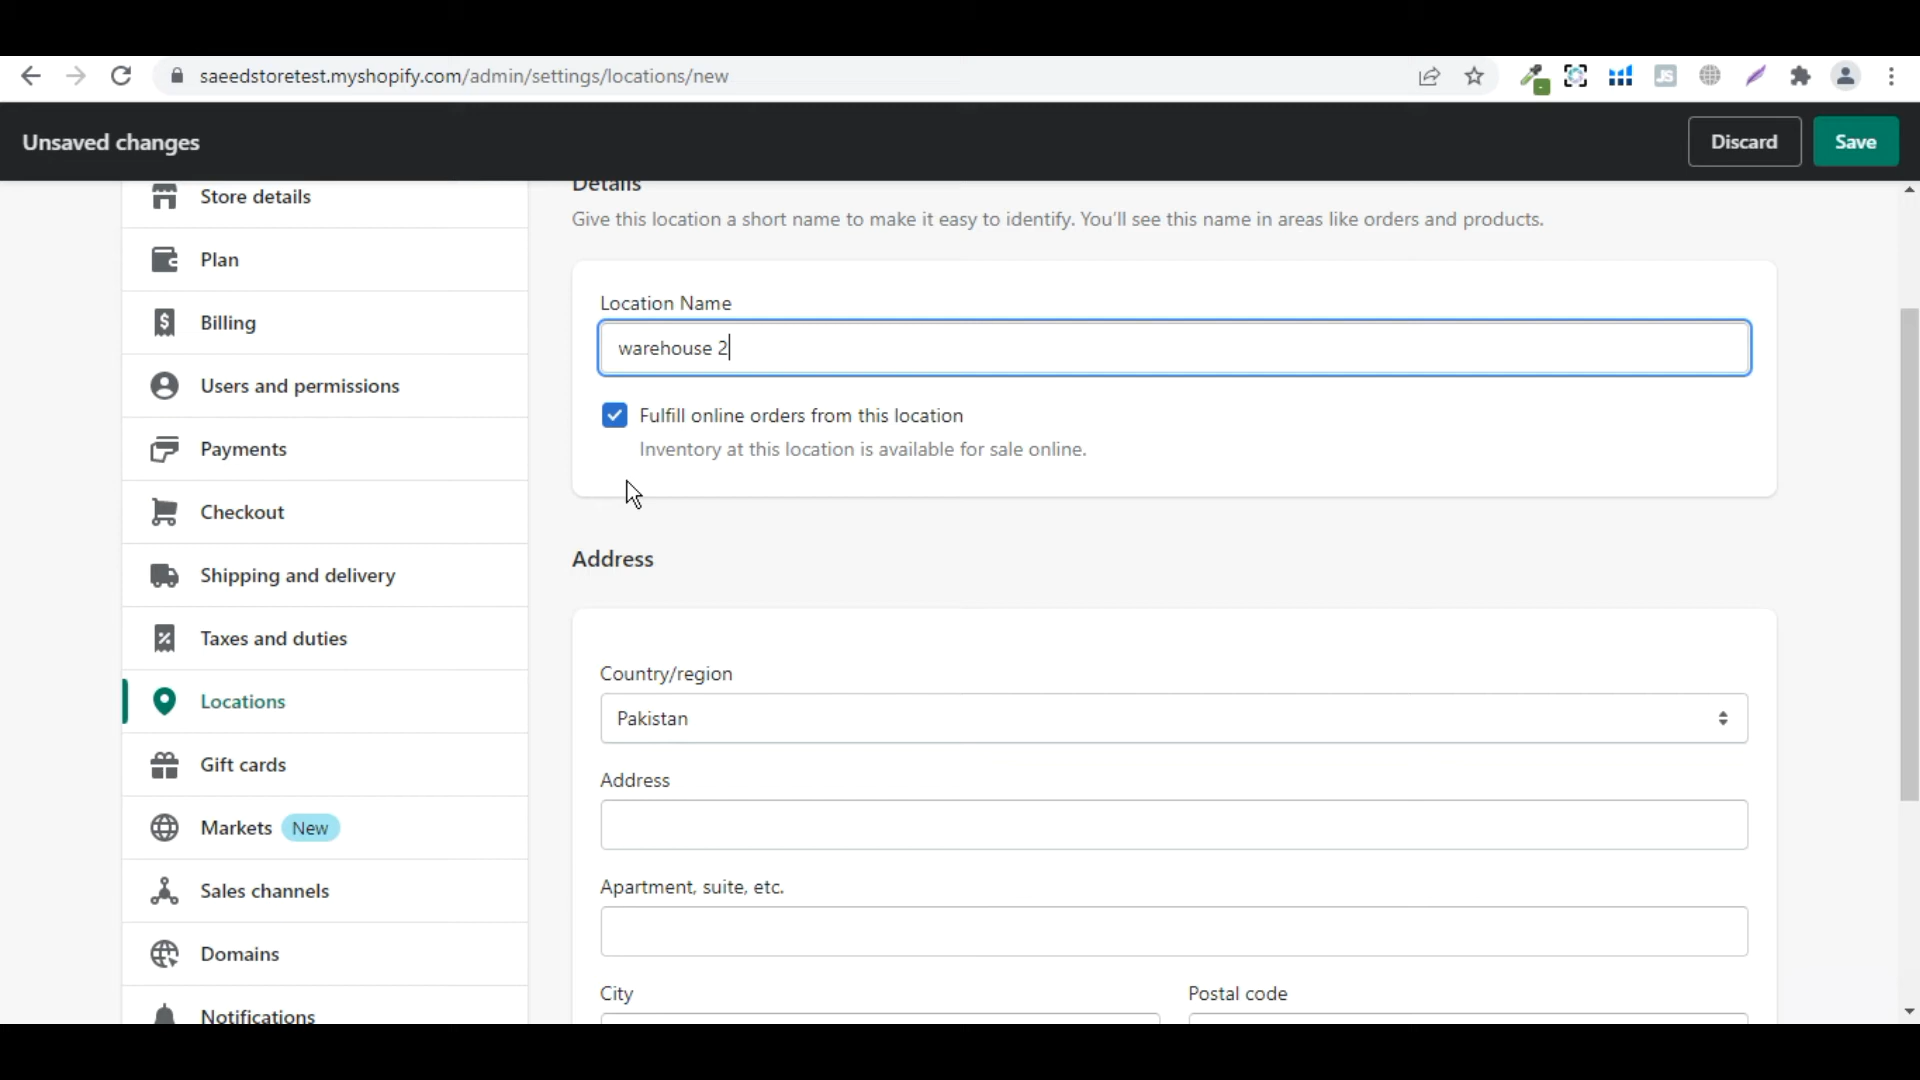 saeedstoretest.myshopify.com/admin/settings/locations/new
JS
Unsaved changes
Discard
Save
Store details
Plan
Billing
Users and permissions
Payments
Checkout
Shipping and delivery
Taxes and duties
Locations
Gift cards
Markets New
Sales channels
Domains
Notifications
Details
Give this location a short name to make it easy to identify. You'll see this name in areas like orders and products.
Location Name
warehouse 2
Fulfill online orders from this location
Inventory at this location is available for sale online.
Address
Country/region
Pakistan
Address
Apartment, suite, etc.
City
Postal code